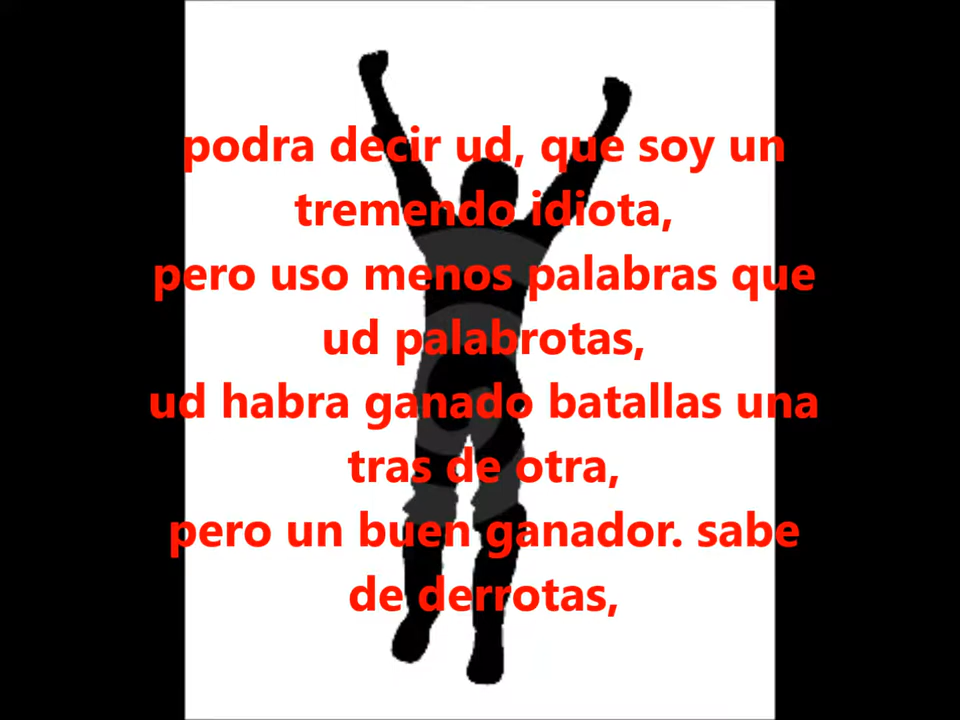 podra decir ud, que soy un
tremendo idiota,
pero uso menos palabras que
ud palabrotas,
ud habra ganado batallas una
tras de otra,
pero un buen ganador. sabe
de derrotas,